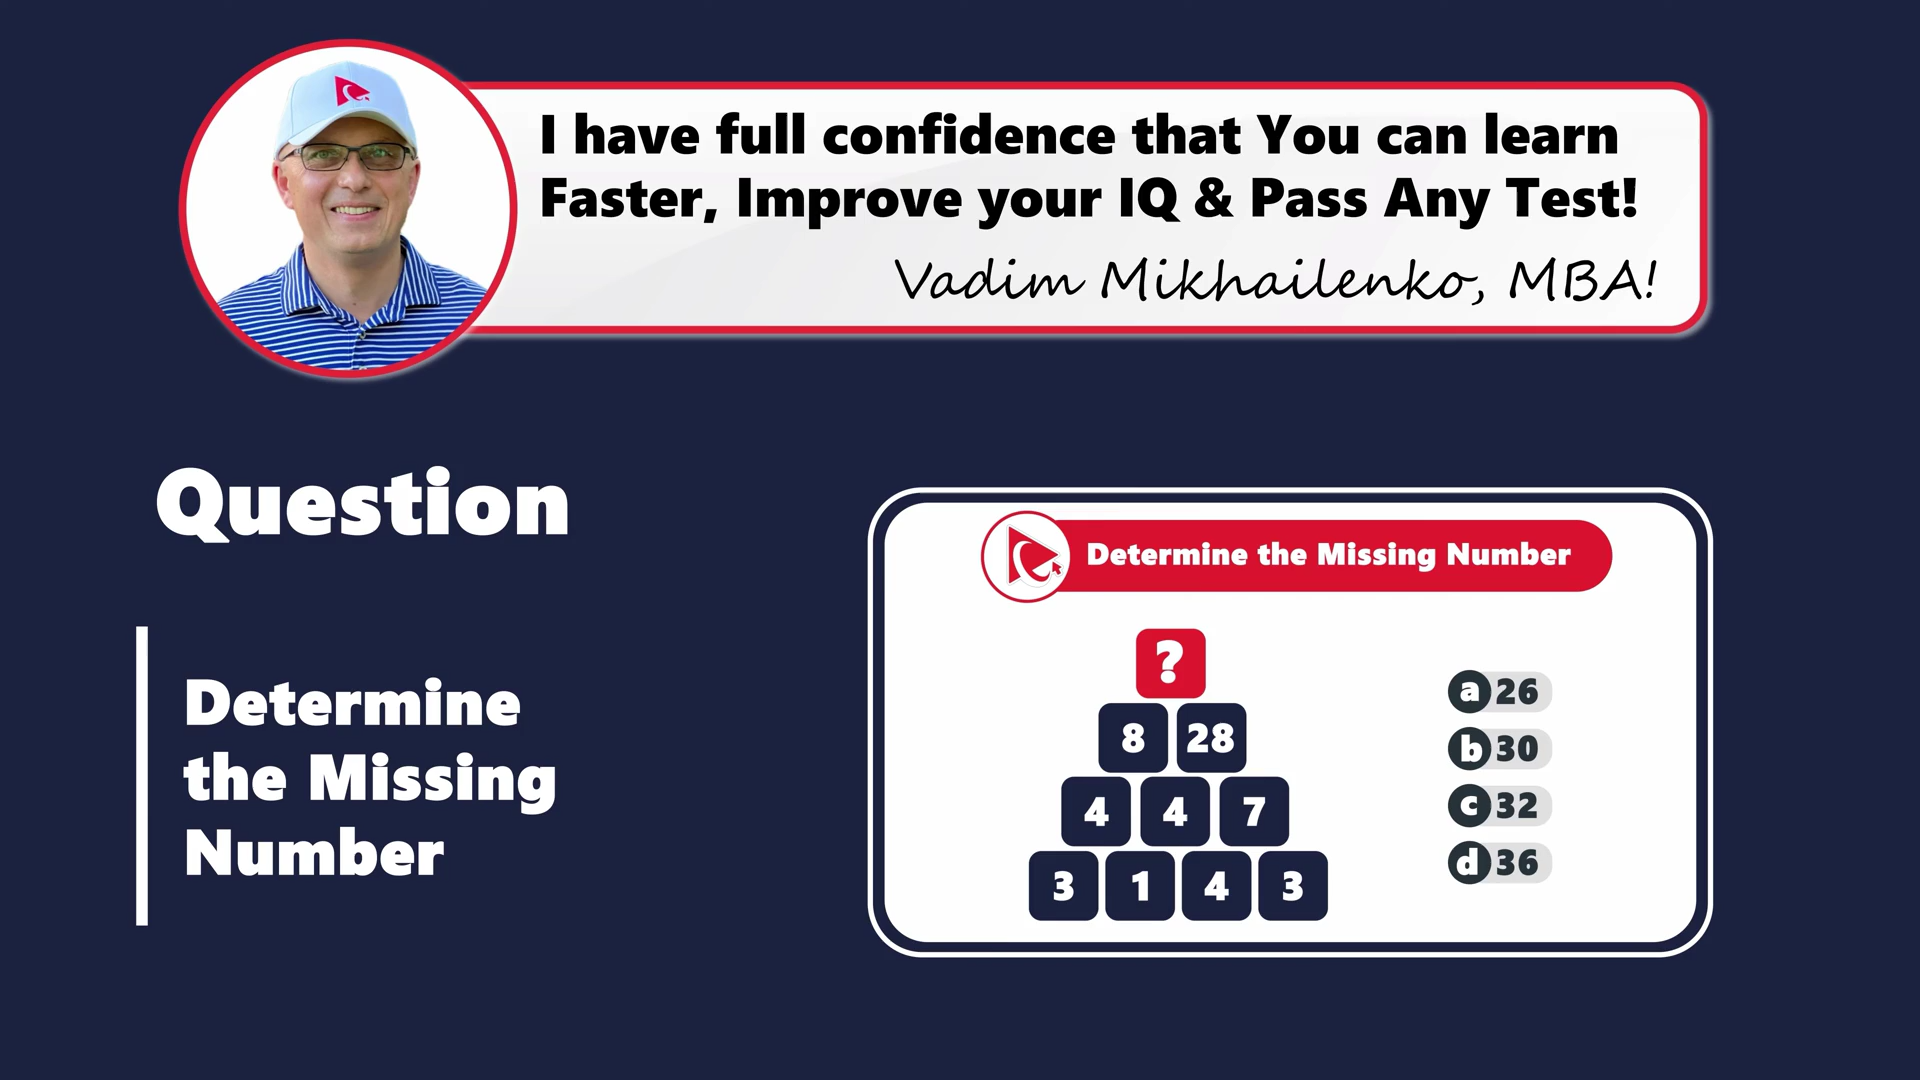 I have full confidence that You can learn
Faster, Improve your IQ & Pass Any Test!
Vadim Mikhailenko, MBA!
Question
Determine
the Missing
Number
Determine the Missing Number
?
8 28
4 4 7
3 1 4 3
a 26
b 30
c 32
d 36